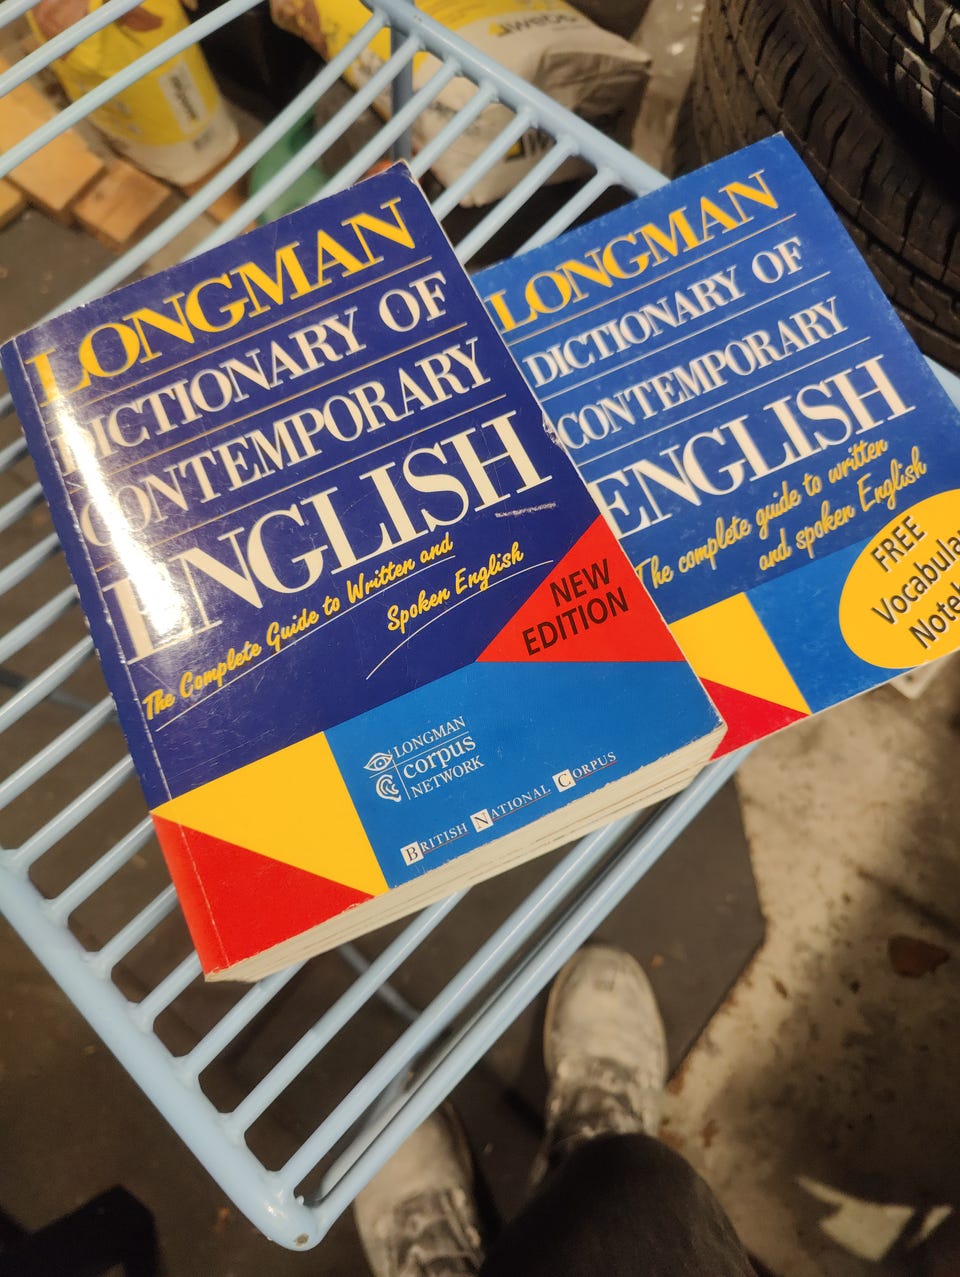 LONGMAN
DICTIONARY OF
CONTEMPORARY
ENGLISH
The Complete Guide to Written and
Spoken English
NEW
EDITION
LONGMAN
corpus
NETWORK
BRITISH NATIONAL CORPUS
LONGMAN
DICTIONARY OF
CONTEMPORARY
ENGLISH
The complete guide to written
and spoken English
FREE